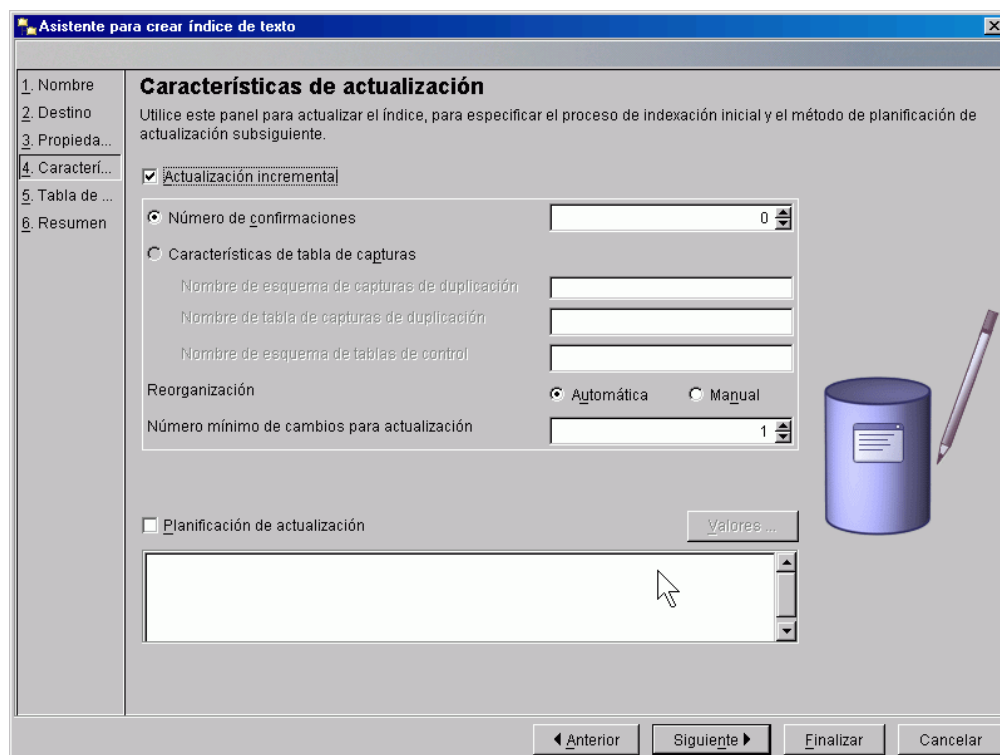 Asistente para crear índice de texto
1. Nombre
2. Destino
3. Propieda...
4. Caracterí...
5. Tabla de ...
6. Resumen
Características de actualización
Utilice este panel para actualizar el índice, para especificar el proceso de indexación inicial y el método de planificación de
actualización subsiguiente.
Actualización incremental
Número de confirmaciones
0
Características de tabla de capturas
Nombre de esquema de capturas de duplicación
Nombre de tabla de capturas de duplicación
Nombre de esquema de tablas de control
Reorganización
Automática
Manual
Número mínimo de cambios para actualización
1
Planificación de actualización
Valores ...
Anterior
Siguiente
Finalizar
Cancelar